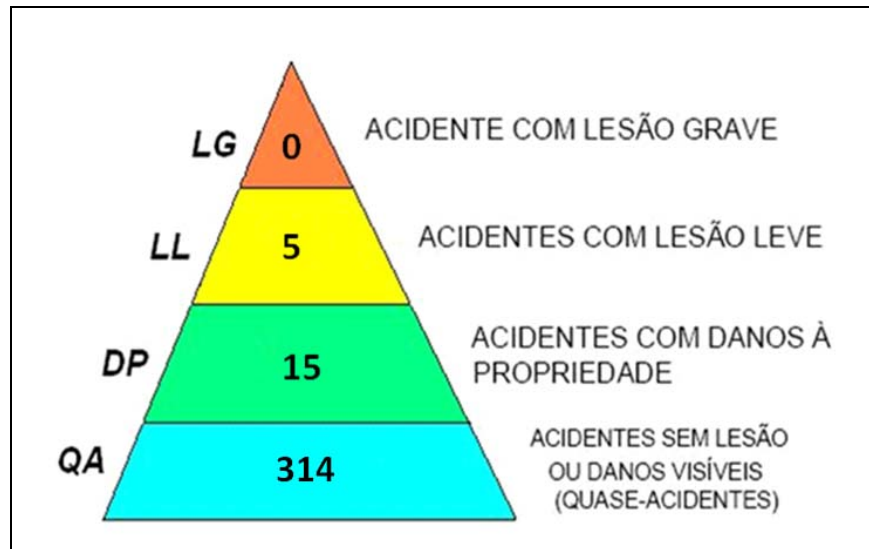 LG 0 ACIDENTE COM LESÃO GRAVE
LL 5 ACIDENTES COM LESÃO LEVE
DP 15 ACIDENTES COM DANOS À
PROPRIEDADE
QA 314 ACIDENTES SEM LESÃO
OU DANOS VISÍVEIS
(QUASE-ACIDENTES)